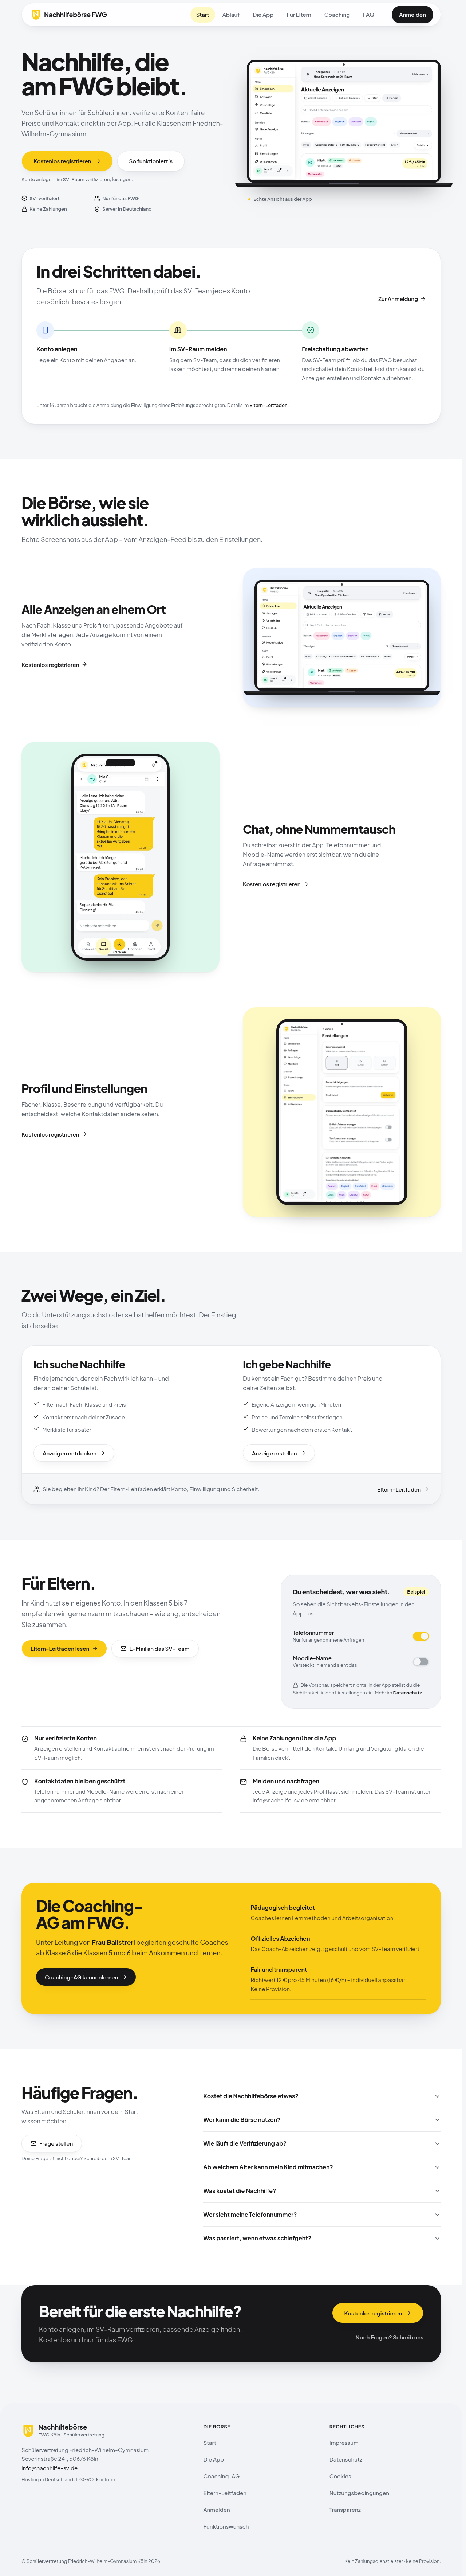 Nachhilfebörse FWG
Start
Ablauf
Die App
Für Eltern
Coaching
FAQ
Anmelden
Nachhilfe, die
am FWG bleibt.
Von Schüler:innen für Schüler:innen: verifizierte Konten, faire
Preise und Kontakt direkt in der App. Für alle Klassen am Friedrich-
Wilhelm-Gymnasium.
Kostenlos registrieren
So funktioniert's
Konto anlegen, im SV-Raum verifizieren, loslegen.
SV-verifiziert
Nur für das FWG
Keine Zahlungen
Server in Deutschland
Aktuelle Anzeigen
Echte Ansicht aus der App
In drei Schritten dabei.
Die Börse ist nur für das FWG. Deshalb prüft das SV-Team jedes Konto
persönlich, bevor es losgeht.
Zur Anmeldung
Konto anlegen
Lege ein Konto mit deinen Angaben an.
Im SV-Raum melden
Sag dem SV-Team, dass du dich verifizieren
lassen möchtest, und nenne deinen Namen.
Freischaltung abwarten
Das SV-Team prüft, ob du das FWG besuchst,
und schaltet dein Konto frei. Erst dann kannst du
Anzeigen erstellen und Kontakt aufnehmen.
Unter 16 Jahren braucht die Anmeldung die Einwilligung eines Erziehungsberechtigten. Details im Eltern-Leitfaden.
Die Börse, wie sie
wirklich aussieht.
Echte Screenshots aus der App – vom Anzeigen-Feed bis zu den Einstellungen.
Alle Anzeigen an einem Ort
Nach Fach, Klasse und Preis filtern, passende Angebote auf
die Merkliste legen. Jede Anzeige kommt von einem
verifizierten Konto.
Kostenlos registrieren
Aktuelle Anzeigen
Mia S.
Chat, ohne Nummerntausch
Du schreibst zuerst in der App. Telefonnummer und
Moodle-Name werden erst sichtbar, wenn du eine
Anfrage annimmst.
Kostenlos registrieren
Profil und Einstellungen
Fächer, Klasse, Beschreibung und Verfügbarkeit. Du
entscheidest, welche Kontaktdaten andere sehen.
Kostenlos registrieren
Einstellungen
Zwei Wege, ein Ziel.
Ob du Unterstützung suchst oder selbst helfen möchtest: Der Einstieg
ist derselbe.
Ich suche Nachhilfe
Finde jemanden, der dein Fach wirklich kann – und
der an deiner Schule ist.
Filter nach Fach, Klasse und Preis
Kontakt erst nach deiner Zusage
Merkliste für später
Anzeigen entdecken
Ich gebe Nachhilfe
Du kennst ein Fach gut? Bestimme deinen Preis und
deine Zeiten selbst.
Eigene Anzeige in wenigen Minuten
Preise und Termine selbst festlegen
Bewertungen nach dem ersten Kontakt
Anzeige erstellen
Sie begleiten Ihr Kind? Der Eltern-Leitfaden erklärt Konto, Einwilligung und Sicherheit.
Eltern-Leitfaden
Für Eltern.
Ihr Kind nutzt sein eigenes Konto. In den Klassen 5 bis 7
empfehlen wir, gemeinsam mitzuschauen – wie eng, entscheiden
Sie zusammen.
Eltern-Leitfaden lesen
E-Mail an das SV-Team
Du entscheidest, wer was sieht.
Beispiel
So sehen die Sichtbarkeits-Einstellungen in der
App aus.
Telefonnummer
Nur für angenommene Anfragen
Moodle-Name
Versteckt: niemand sieht das
Die Vorschau speichert nichts. In der App stellst du die
Sichtbarkeit in den Einstellungen ein. Mehr im Datenschutz.
Nur verifizierte Konten
Anzeigen erstellen und Kontakt aufnehmen ist erst nach der Prüfung im
SV-Raum möglich.
Keine Zahlungen über die App
Die Börse vermittelt den Kontakt. Umfang und Vergütung klären die
Familien direkt.
Kontaktdaten bleiben geschützt
Telefonnummer und Moodle-Name werden erst nach einer
angenommenen Anfrage sichtbar.
Melden und nachfragen
Jede Anzeige und jedes Profil lässt sich melden. Das SV-Team ist unter
info@nachhilfe-sv.de erreichbar.
Die Coaching-
AG am FWG.
Unter Leitung von Frau Balistreri begleiten geschulte Coaches
ab Klasse 8 die Klassen 5 und 6 beim Ankommen und Lernen.
Coaching-AG kennenlernen
Pädagogisch begleitet
Coaches lernen Lernmethoden und Arbeitsorganisation.
Offizielles Abzeichen
Das Coach-Abzeichen zeigt: geschult und vom SV-Team verifiziert.
Fair und transparent
Richtwert 12 € pro 45 Minuten (16 €/h) – individuell anpassbar.
Keine Provision.
Häufige Fragen.
Was Eltern und Schüler:innen vor dem Start
wissen möchten.
Frage stellen
Deine Frage ist nicht dabei? Schreib dem SV-Team.
Kostet die Nachhilfebörse etwas?
Wer kann die Börse nutzen?
Wie läuft die Verifizierung ab?
Ab welchem Alter kann mein Kind mitmachen?
Was kostet die Nachhilfe?
Wer sieht meine Telefonnummer?
Was passiert, wenn etwas schiefgeht?
Bereit für die erste Nachhilfe?
Konto anlegen, im SV-Raum verifizieren, passende Anzeige finden.
Kostenlos und nur für das FWG.
Kostenlos registrieren
Noch Fragen? Schreib uns
Nachhilfebörse
FWG Köln · Schülervertretung
Schülervertretung Friedrich-Wilhelm-Gymnasium
Severinstraße 241, 50676 Köln
info@nachhilfe-sv.de
Hosting in Deutschland · DSGVO-konform
DIE BÖRSE
Start
Die App
Coaching-AG
Eltern-Leitfaden
Anmelden
Funktionswunsch
RECHTLICHES
Impressum
Datenschutz
Cookies
Nutzungsbedingungen
Transparenz
© Schülervertretung Friedrich-Wilhelm-Gymnasium Köln 2026.
Kein Zahlungsdienstleister · keine Provision.